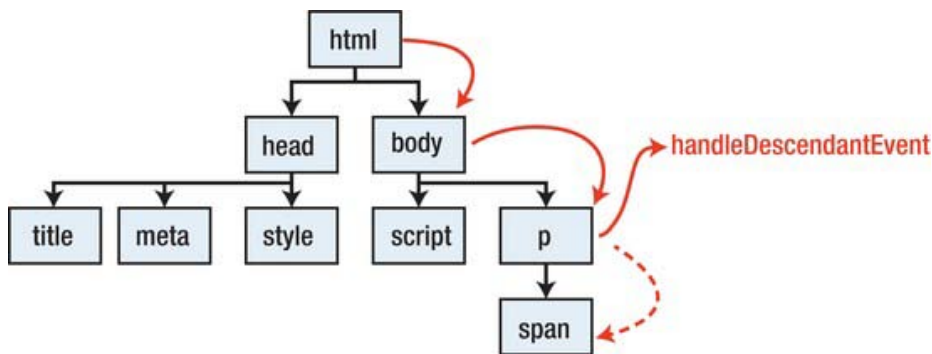 html
head
body
handleDescendantEvent
title
meta
style
script
p
span